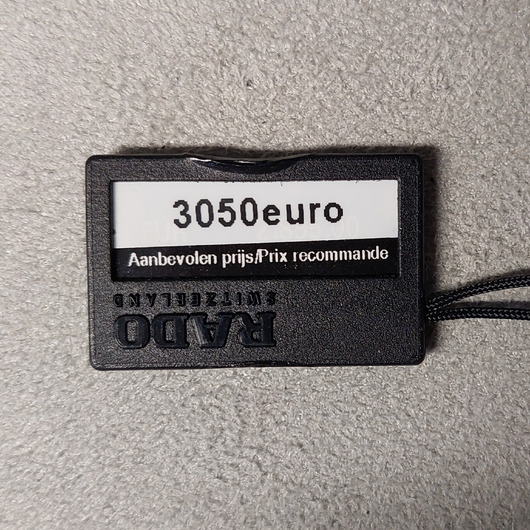 3050euro
Aanbevolen prijs/Prix recommande
RADO
SWITZERLAND